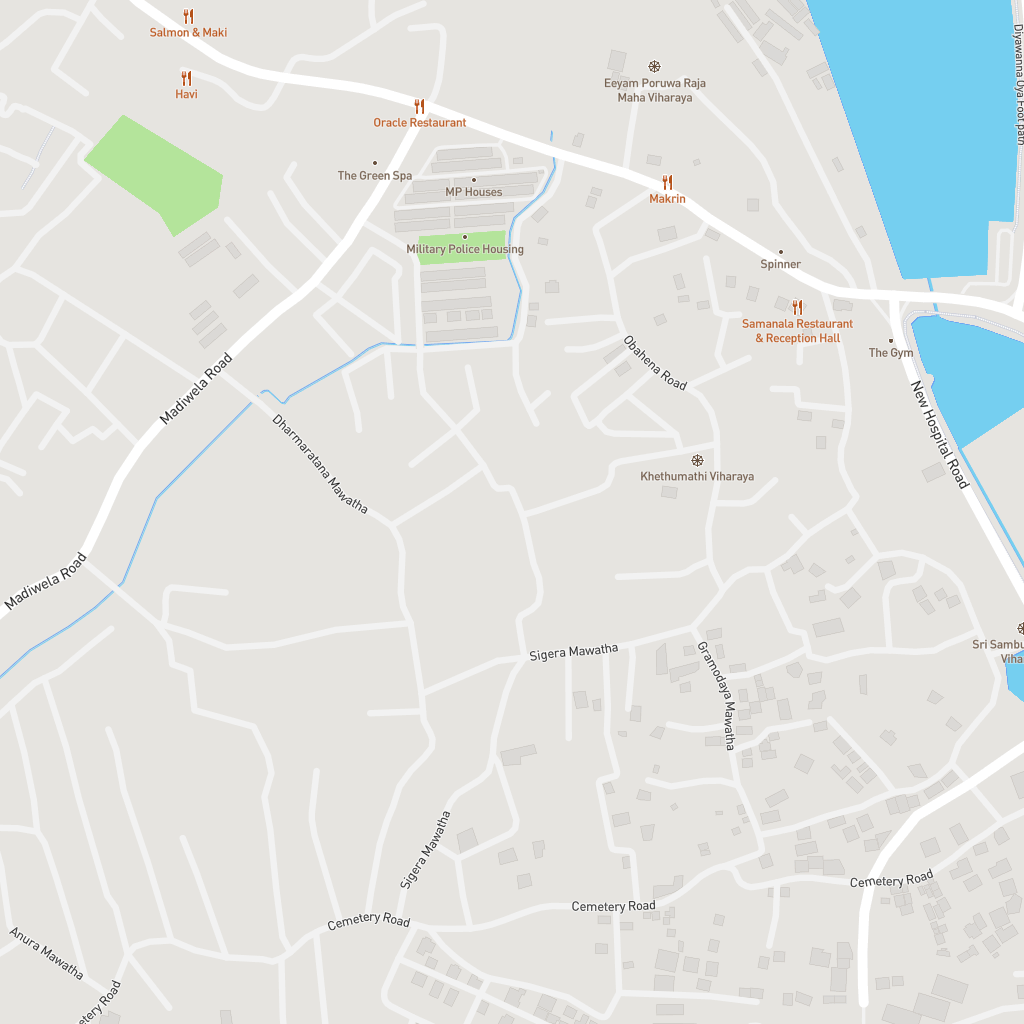 Salmon & Maki
Diyawanna Oya Foot path
Havi
Eeyam Poruwa Raja
Maha Viharaya
Oracle Restaurant
The Green Spa
MP Houses
Makrin
Military Police Housing
Spinner
Samanala Restaurant
& Reception Hall
The Gym
Obahena Road
Madiwela Road
New Hospital Road
Dharmaratana Mawatha
Khethumathi Viharaya
Madiwela Road
Sigera Mawatha
Sri Sambu
Viha
Gramodaya Mawatha
Sigera Mawatha
Cemetery Road
Cemetery Road
Cemetery Road
Anura Mawatha
etery Road